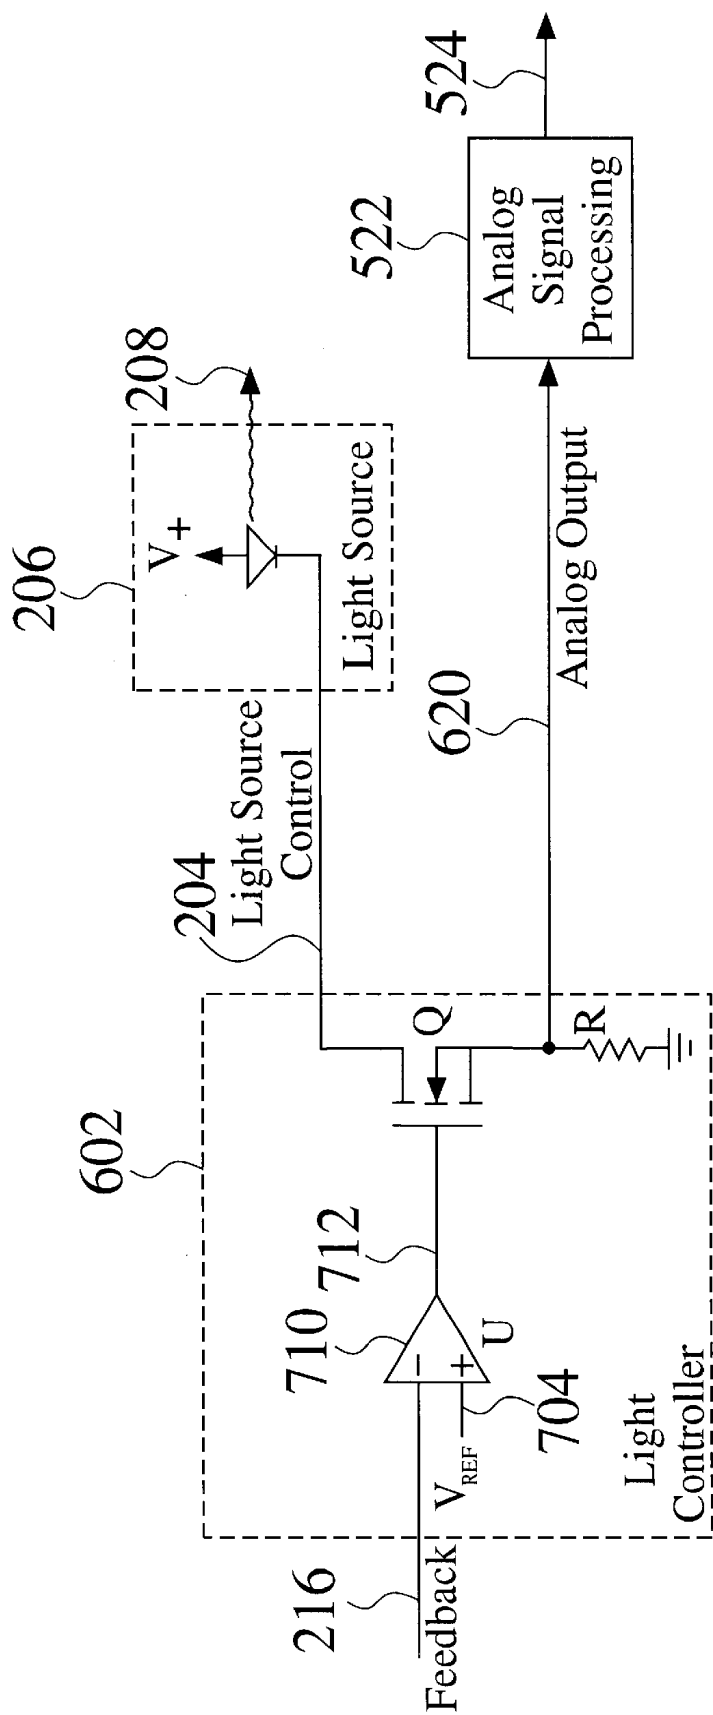 206
208
V+
Light Source
204
Light Source
Control
522
524
Analog
Signal
Processing
620
Analog Output
602
Q
R
710
712
−
+
U
704
VREF
216
Feedback
Light
Controller